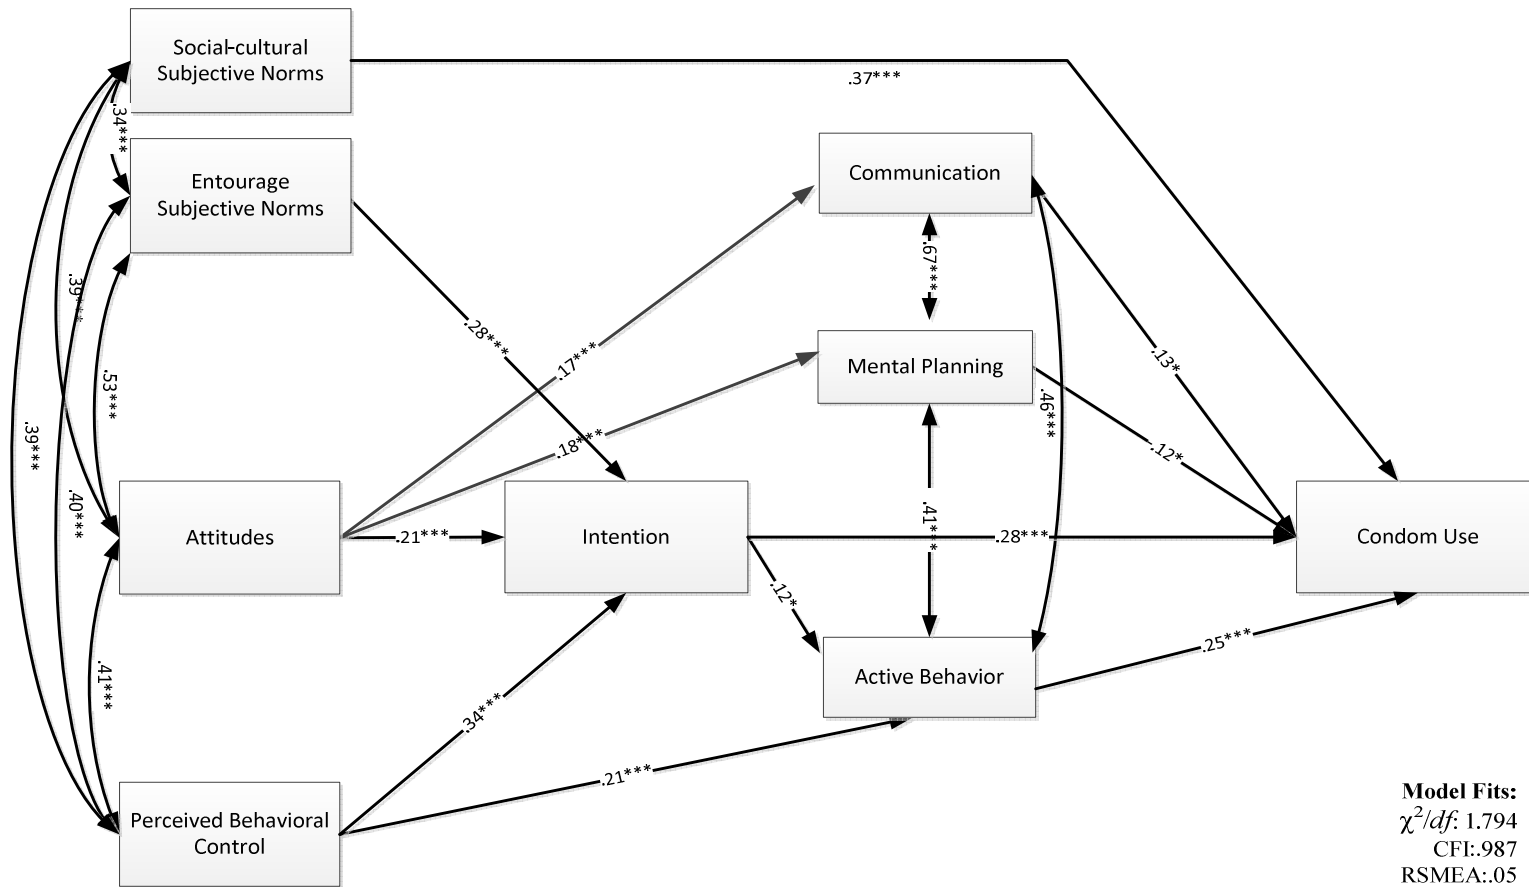 Social-cultural
Subjective Norms
.37***
.34***
Entourage
Subjective Norms
Communication
.67***
.39***
.28***
.17***
.13*
Mental Planning
.53***
.46***
.18***
.12*
.39***
.40***
Attitudes
.21***
Intention
.41***
.28***
Condom Use
.12*
.41***
Active Behavior
.25***
.34***
.21***
Perceived Behavioral
Control
Model Fits:
χ²/df: 1.794
CFI:.987
RSMEA:.05